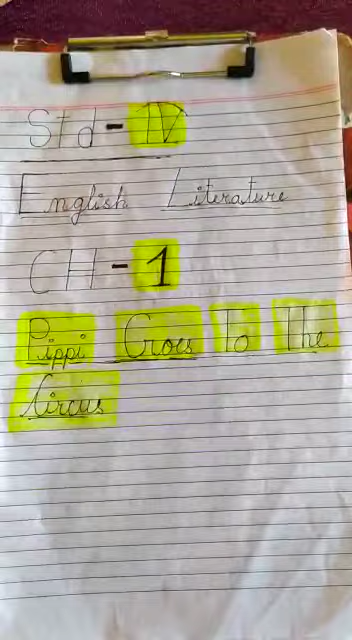 Std - IV
English Literature
CH - 1
Pippi Goes To The
Circus